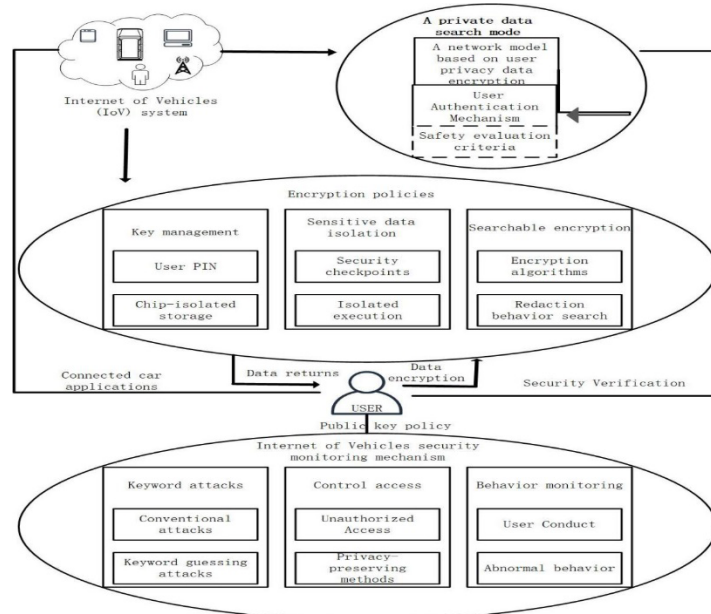 A private data
search mode
A network model
based on user
privacy data
encryption
User
Authentication
Mechanism
Safety evaluation
criteria
Internet of Vehicles
(IoV) system
Encryption policies
Key management
User PIN
Chip-isolated
storage
Sensitive data
isolation
Security
checkpoints
Isolated
execution
Searchable encryption
Encryption
algorithms
Redaction
behavior search
Connected car
applications
Data returns
Data
encryption
Security Verification
USER
Public key policy
Internet of Vehicles security
monitoring mechanism
Keyword attacks
Conventional
attacks
Keyword guessing
attacks
Control access
Unauthorized
Access
Privacy-
preserving
methods
Behavior monitoring
User Conduct
Abnormal behavior